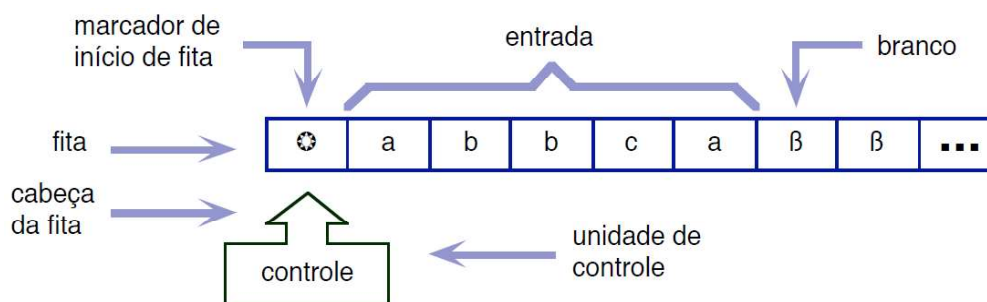 marcador de
início de fita
entrada
branco
fita
✪ a b b c a ß ß ...
cabeça
da fita
controle
unidade de
controle